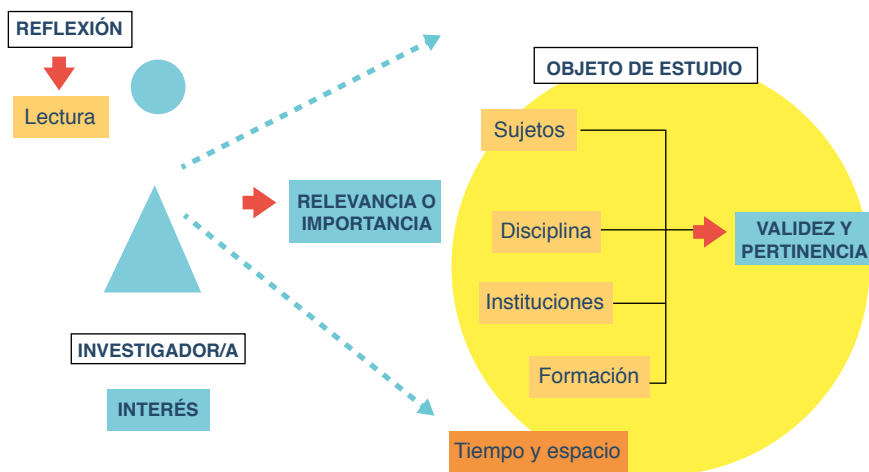 REFLEXIÓN
Lectura
INVESTIGADOR/A
INTERÉS
RELEVANCIA O
IMPORTANCIA
OBJETO DE ESTUDIO
Sujetos
Disciplina
Instituciones
Formación
Tiempo y espacio
VALIDEZ Y
PERTINENCIA